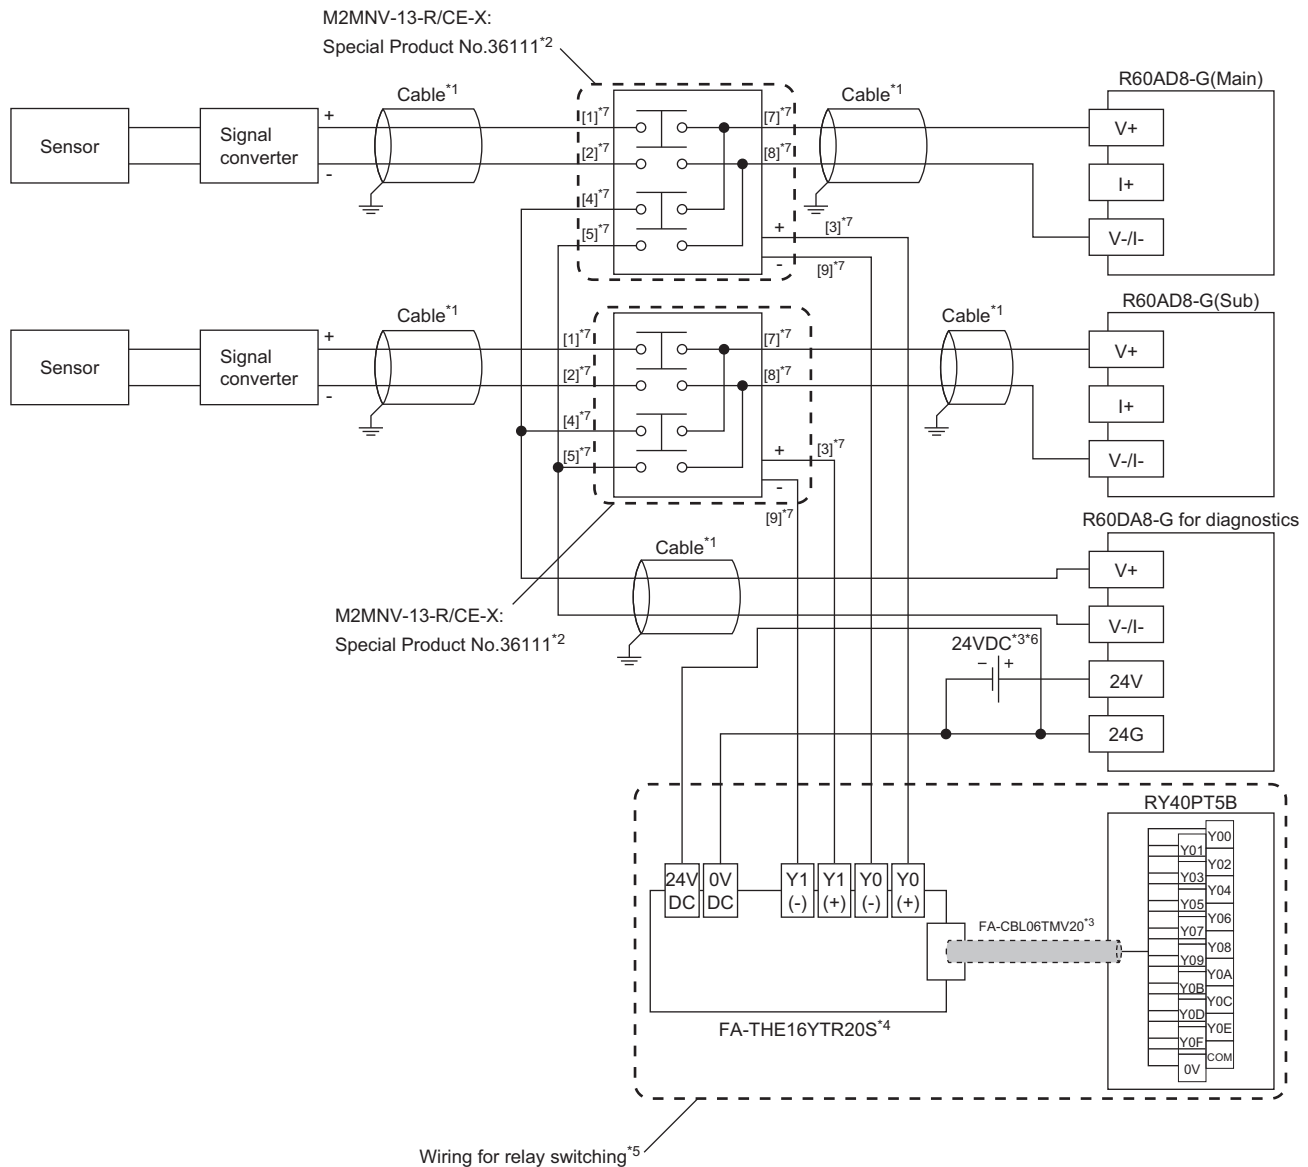 M2MNV-13-R/CE-X:
Special Product No.36111*2
Sensor
Signal
converter
+
-
Cable*1
[1]*7
[2]*7
[4]*7
[5]*7
[7]*7
[8]*7
+
-
[3]*7
[9]*7
Cable*1
R60AD8-G(Main)
V+
I+
V-/I-
Sensor
Signal
converter
+
-
Cable*1
[1]*7
[2]*7
[4]*7
[5]*7
[7]*7
[8]*7
+
-
[3]*7
[9]*7
Cable*1
R60AD8-G(Sub)
V+
I+
V-/I-
M2MNV-13-R/CE-X:
Special Product No.36111*2
Cable*1
R60DA8-G for diagnostics
V+
V-/I-
24V
24G
24VDC*3*6
−
+
24V
DC
0V
DC
Y1
(-)
Y1
(+)
Y0
(-)
Y0
(+)
FA-THE16YTR20S*4
FA-CBL06TMV20*3
RY40PT5B
Y00
Y01
Y02
Y03
Y04
Y05
Y06
Y07
Y08
Y09
Y0A
Y0B
Y0C
Y0D
Y0E
Y0F
COM
0V
Wiring for relay switching*5